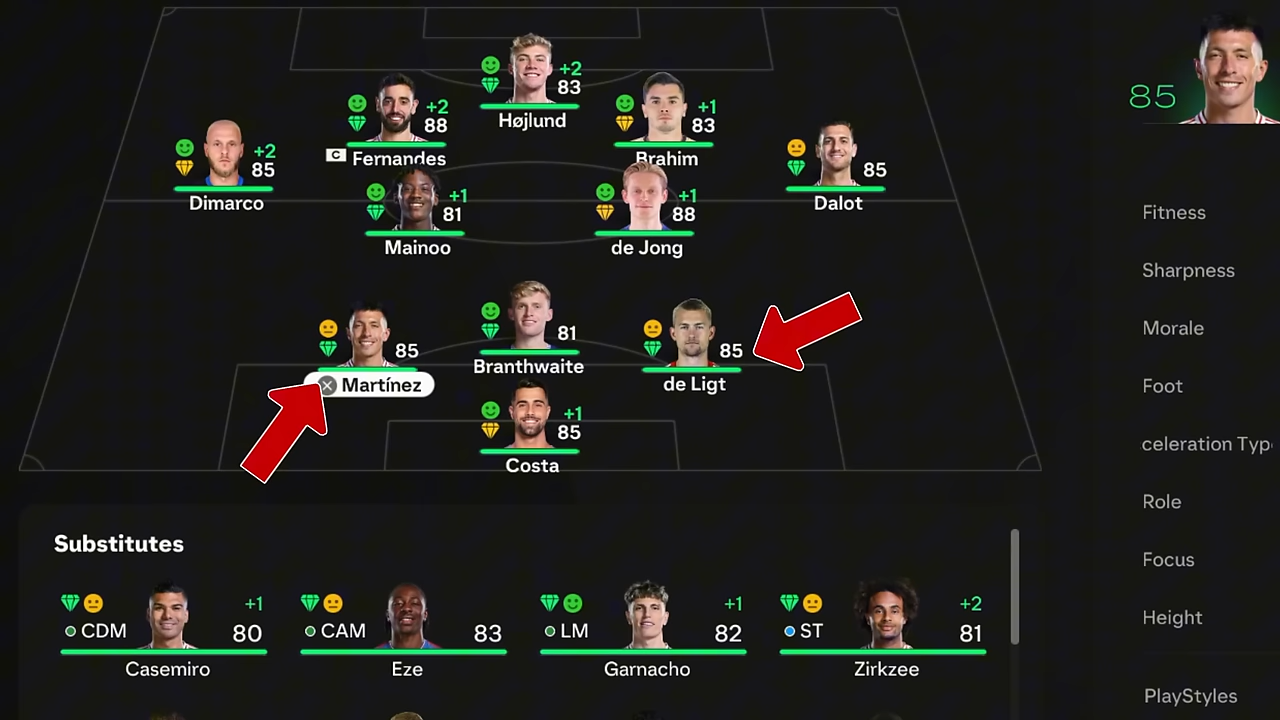 +2
83
Højlund
+2
88
C Fernandes
+1
83
Brahim
+2
85
Dimarco
85
Dalot
+1
81
Mainoo
+1
88
de Jong
85
Martínez
81
Branthwaite
85
de Ligt
+1
85
Costa
85
Fitness
Sharpness
Morale
Foot
celeration Typ
Role
Focus
Height
PlayStyles
Substitutes
+1
CDM 80
Casemiro
CAM 83
Eze
+1
LM 82
Garnacho
+2
ST 81
Zirkzee